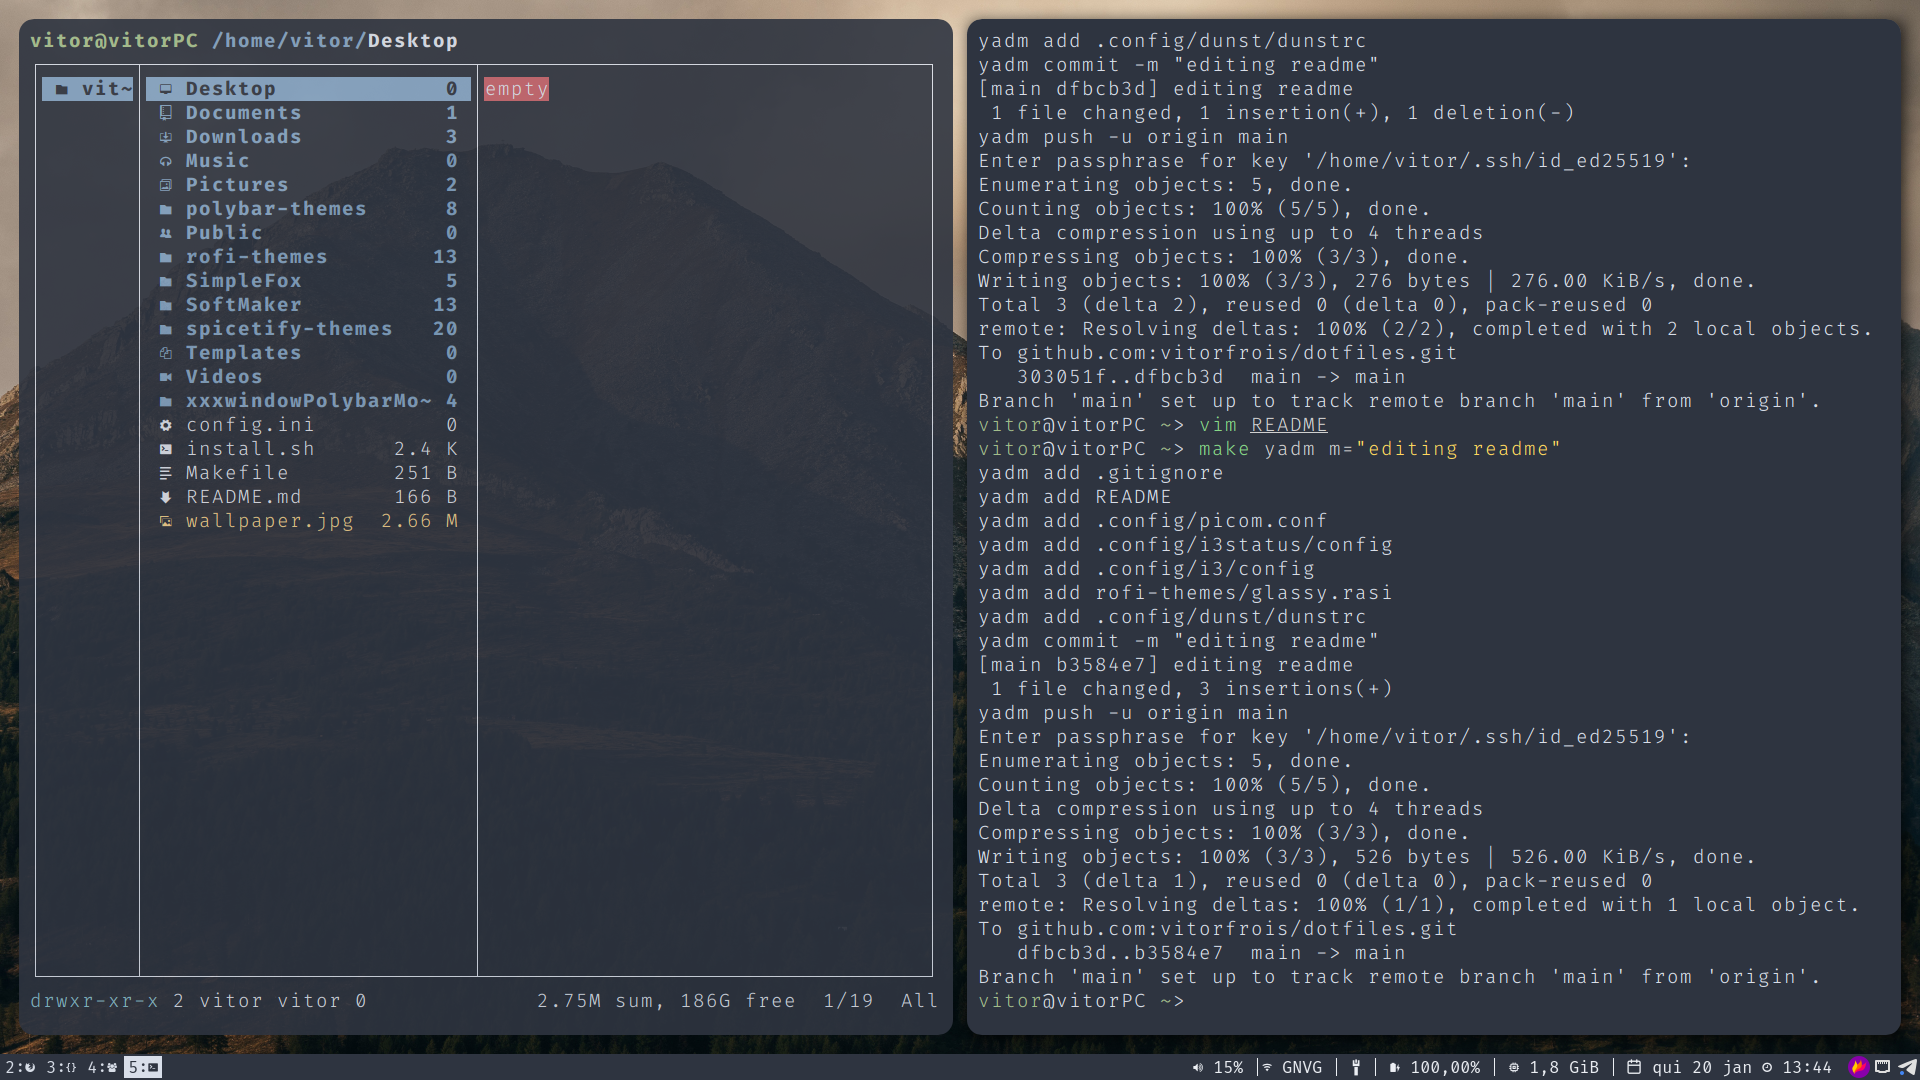 vitor@vitorPC /home/vitor/Desktop
vit~
Desktop 0
Documents 1
Downloads 3
Music 0
Pictures 2
polybar-themes 8
Public 0
rofi-themes 13
SimpleFox 5
SoftMaker 13
spicetify-themes 20
Templates 0
Videos 0
xxxwindowPolybarMo~ 4
config.ini 0
install.sh 2.4 K
Makefile 251 B
README.md 166 B
wallpaper.jpg 2.66 M
empty
drwxr-xr-x 2 vitor vitor 0 2.75M sum, 186G free 1/19 All
yadm add .config/dunst/dunstrc
yadm commit -m "editing readme"
[main dfbcb3d] editing readme
1 file changed, 1 insertion(+), 1 deletion(-)
yadm push -u origin main
Enter passphrase for key '/home/vitor/.ssh/id_ed25519':
Enumerating objects: 5, done.
Counting objects: 100% (5/5), done.
Delta compression using up to 4 threads
Compressing objects: 100% (3/3), done.
Writing objects: 100% (3/3), 276 bytes | 276.00 KiB/s, done.
Total 3 (delta 2), reused 0 (delta 0), pack-reused 0
remote: Resolving deltas: 100% (2/2), completed with 2 local objects.
To github.com:vitorfrois/dotfiles.git
303051f..dfbcb3d main -> main
Branch 'main' set up to track remote branch 'main' from 'origin'.
vitor@vitorPC ~> vim README
vitor@vitorPC ~> make yadm m="editing readme"
yadm add .gitignore
yadm add README
yadm add .config/picom.conf
yadm add .config/i3status/config
yadm add .config/i3/config
yadm add rofi-themes/glassy.rasi
yadm add .config/dunst/dunstrc
yadm commit -m "editing readme"
[main b3584e7] editing readme
1 file changed, 3 insertions(+)
yadm push -u origin main
Enter passphrase for key '/home/vitor/.ssh/id_ed25519':
Enumerating objects: 5, done.
Counting objects: 100% (5/5), done.
Delta compression using up to 4 threads
Compressing objects: 100% (3/3), done.
Writing objects: 100% (3/3), 526 bytes | 526.00 KiB/s, done.
Total 3 (delta 1), reused 0 (delta 0), pack-reused 0
remote: Resolving deltas: 100% (1/1), completed with 1 local object.
To github.com:vitorfrois/dotfiles.git
dfbcb3d..b3584e7 main -> main
Branch 'main' set up to track remote branch 'main' from 'origin'.
vitor@vitorPC ~>
2: 3:{} 4: 5: 15% | GNVG | | 100,00% | 1,8 GiB | qui 20 jan 13:44